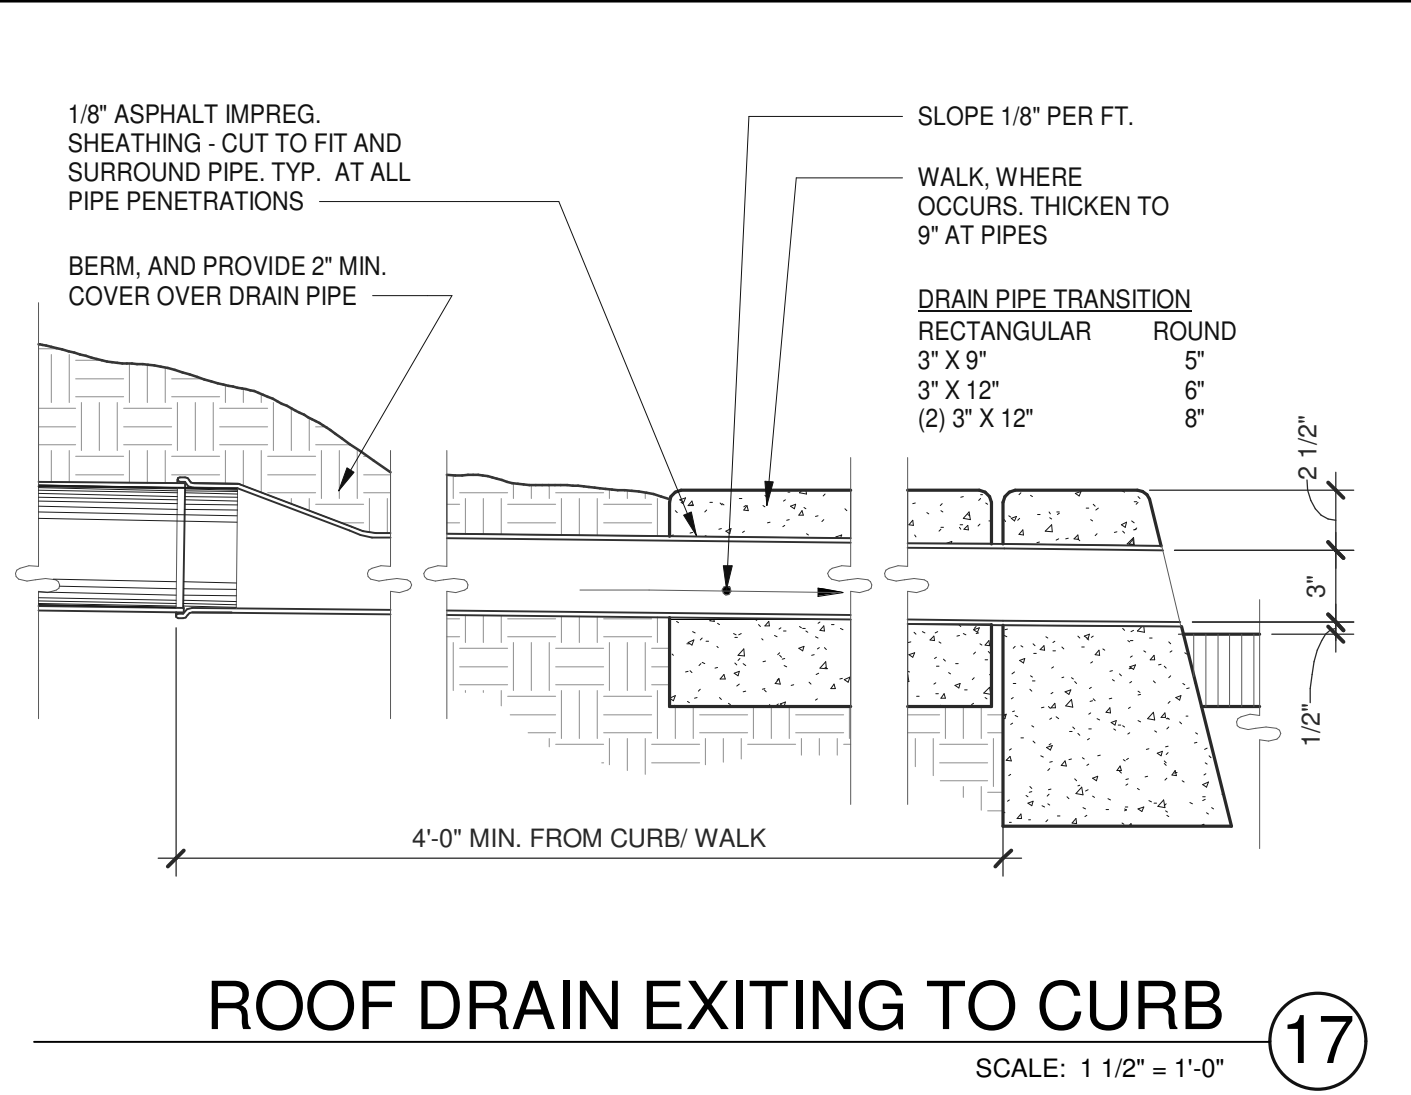 1/8" ASPHALT IMPREG.
SHEATHING - CUT TO FIT AND
SURROUND PIPE. TYP. AT ALL
PIPE PENETRATIONS
BERM, AND PROVIDE 2" MIN.
COVER OVER DRAIN PIPE
SLOPE 1/8" PER FT.
WALK, WHERE
OCCURS. THICKEN TO
9" AT PIPES
DRAIN PIPE TRANSITION
RECTANGULAR ROUND
3" X 9" 5"
3" X 12" 6"
(2) 3" X 12" 8"
2 1/2"
3"
1/2"
4'-0" MIN. FROM CURB/ WALK
ROOF DRAIN EXITING TO CURB
17
SCALE: 1 1/2" = 1'-0"